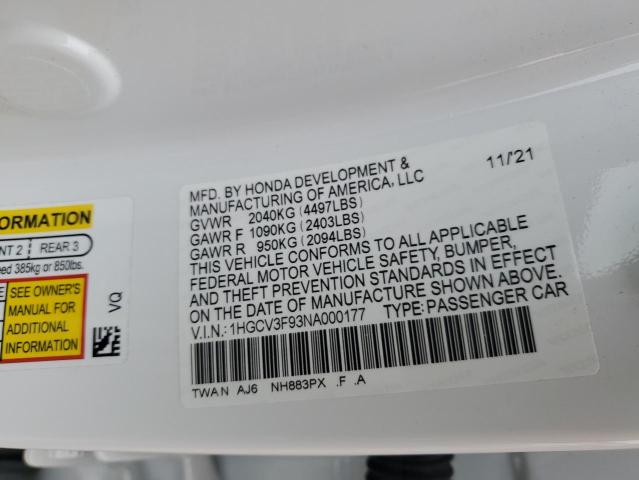 MFD. BY HONDA DEVELOPMENT & 11/'21
MANUFACTURING OF AMERICA, LLC
GVWR 2040KG (4497LBS)
GAWR F 1090KG (2403LBS)
GAWR R 950KG (2094LBS)
THIS VEHICLE CONFORMS TO ALL APPLICABLE
FEDERAL MOTOR VEHICLE SAFETY, BUMPER,
AND THEFT PREVENTION STANDARDS IN EFFECT
ON THE DATE OF MANUFACTURE SHOWN ABOVE.
V.I.N.: 1HGCV3F93NA000177 TYPE: PASSENGER CAR
TWAN AJ6 NH883PX .F .A
2 REAR 3
385kg or 850lbs.
SEE OWNER'S
MANUAL FOR
ADDITIONAL
INFORMATION
VQ